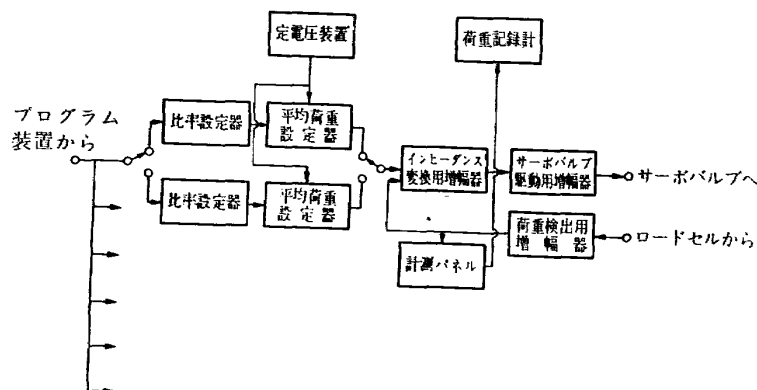 定電圧装置
荷重記録計
プログラム
装置から
比率設定器
平均荷重
設定器
インピーダンス
変換用増幅器
サーボバルブ
駆動用増幅器
サーボバルブへ
比率設定器
平均荷重
設定器
荷重検出用
増幅器
ロードセルから
計測パネル